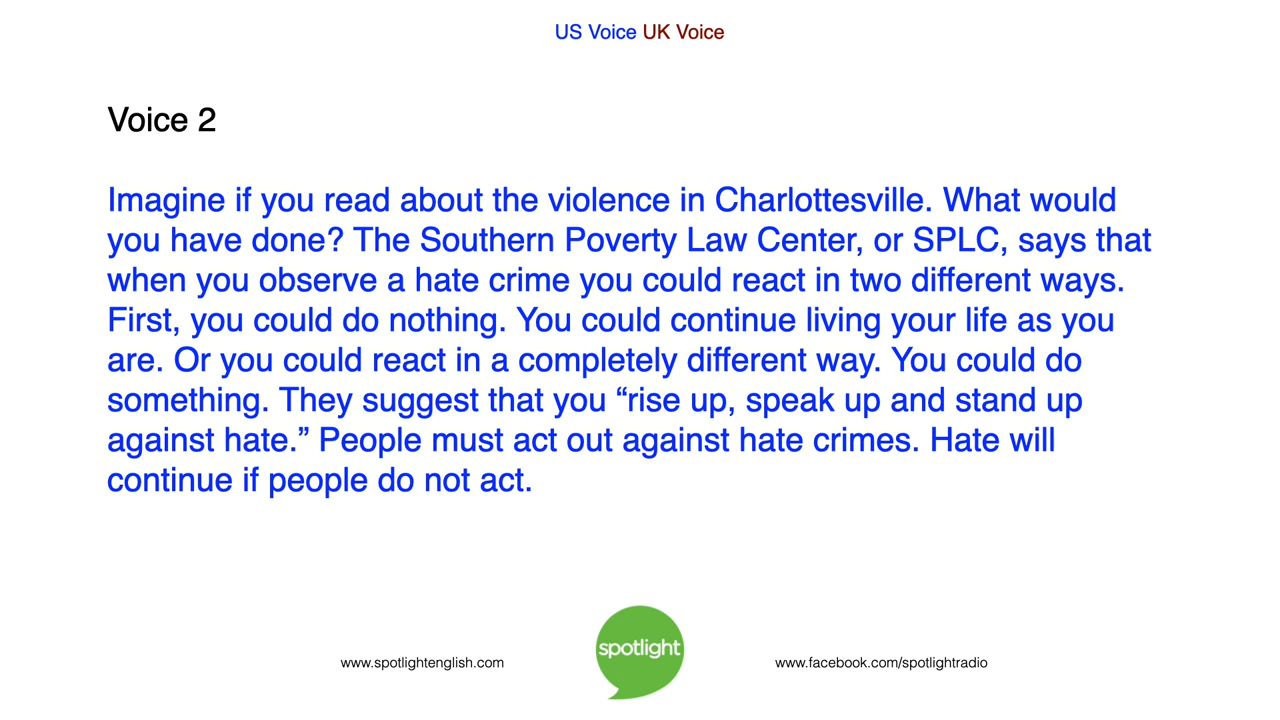 US Voice UK Voice
Voice 2
Imagine if you read about the violence in Charlottesville. What would
you have done? The Southern Poverty Law Center, or SPLC, says that
when you observe a hate crime you could react in two different ways.
First, you could do nothing. You could continue living your life as you
are. Or you could react in a completely different way. You could do
something. They suggest that you “rise up, speak up and stand up
against hate.” People must act out against hate crimes. Hate will
continue if people do not act.
www.spotlightenglish.com
spotlight
www.facebook.com/spotlightradio